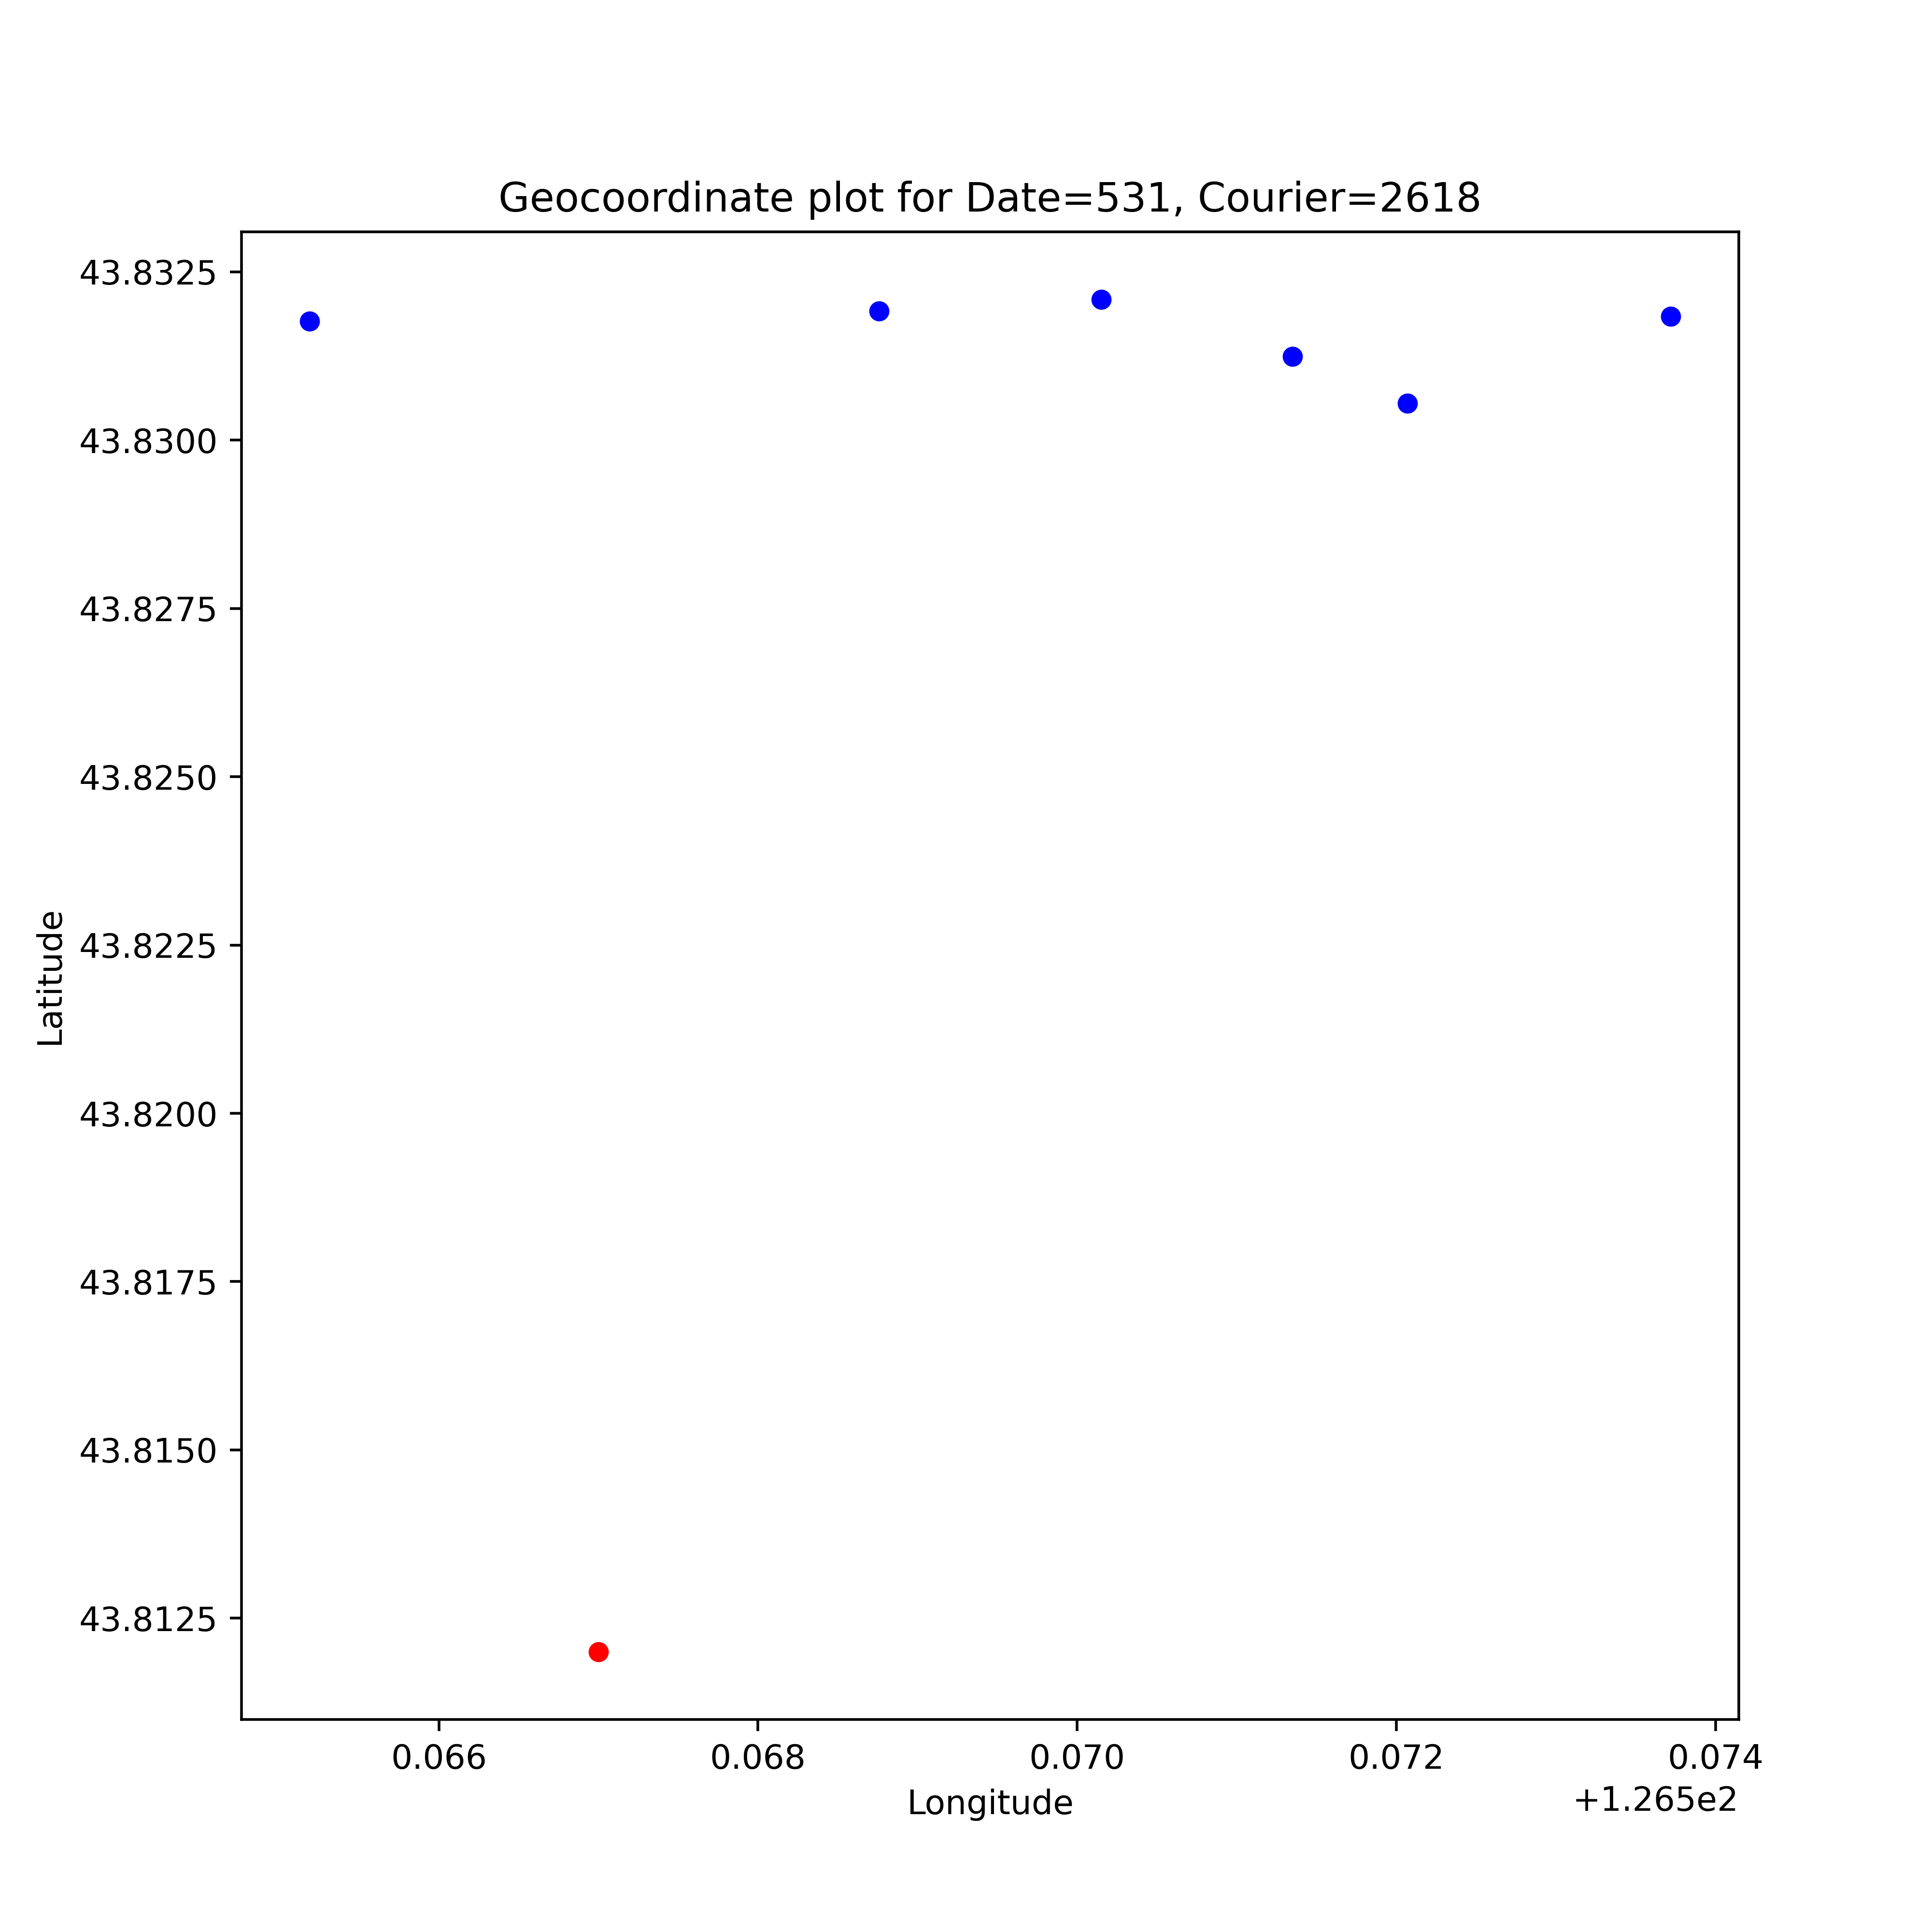 Geocoordinate plot for Date=531, Courier=2618
43.8325
43.8300
43.8275
43.8250
43.8225
43.8200
43.8175
43.8150
43.8125
Latitude
0.066 0.068 0.070 0.072 0.074
Longitude
+1.265e2